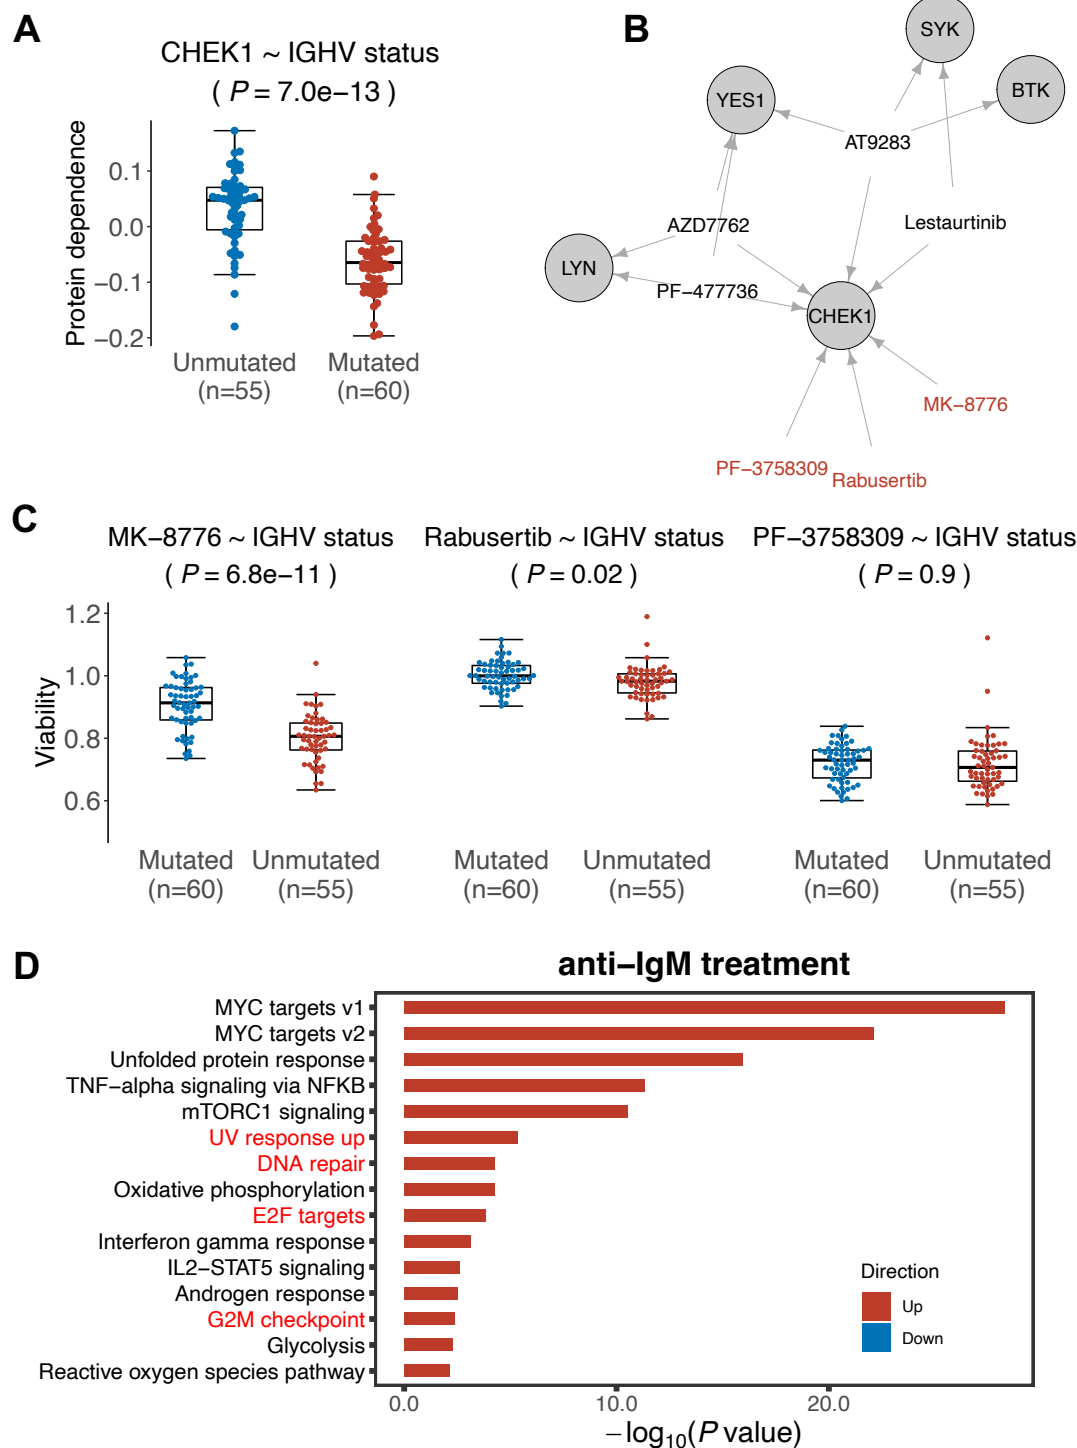 A
CHEK1 ~ IGHV status
( P = 7.0e−13 )
Protein dependence
0.1
0.0
−0.1
−0.2
Unmutated
(n=55)
Mutated
(n=60)
B
SYK
BTK
YES1
AT9283
AZD7762
Lestaurtinib
LYN
PF−477736
CHEK1
MK−8776
PF−3758309
Rabusertib
C
MK−8776 ~ IGHV status
( P = 6.8e−11 )
Rabusertib ~ IGHV status
( P = 0.02 )
PF−3758309 ~ IGHV status
( P = 0.9 )
Viability
1.2
1.0
0.8
0.6
Mutated
(n=60)
Unmutated
(n=55)
Mutated
(n=60)
Unmutated
(n=55)
Mutated
(n=60)
Unmutated
(n=55)
D
anti−IgM treatment
MYC targets v1
MYC targets v2
Unfolded protein response
TNF−alpha signaling via NFKB
mTORC1 signaling
UV response up
DNA repair
Oxidative phosphorylation
E2F targets
Interferon gamma response
IL2−STAT5 signaling
Androgen response
G2M checkpoint
Glycolysis
Reactive oxygen species pathway
Direction
Up
Down
0.0
10.0
20.0
−log10(P value)